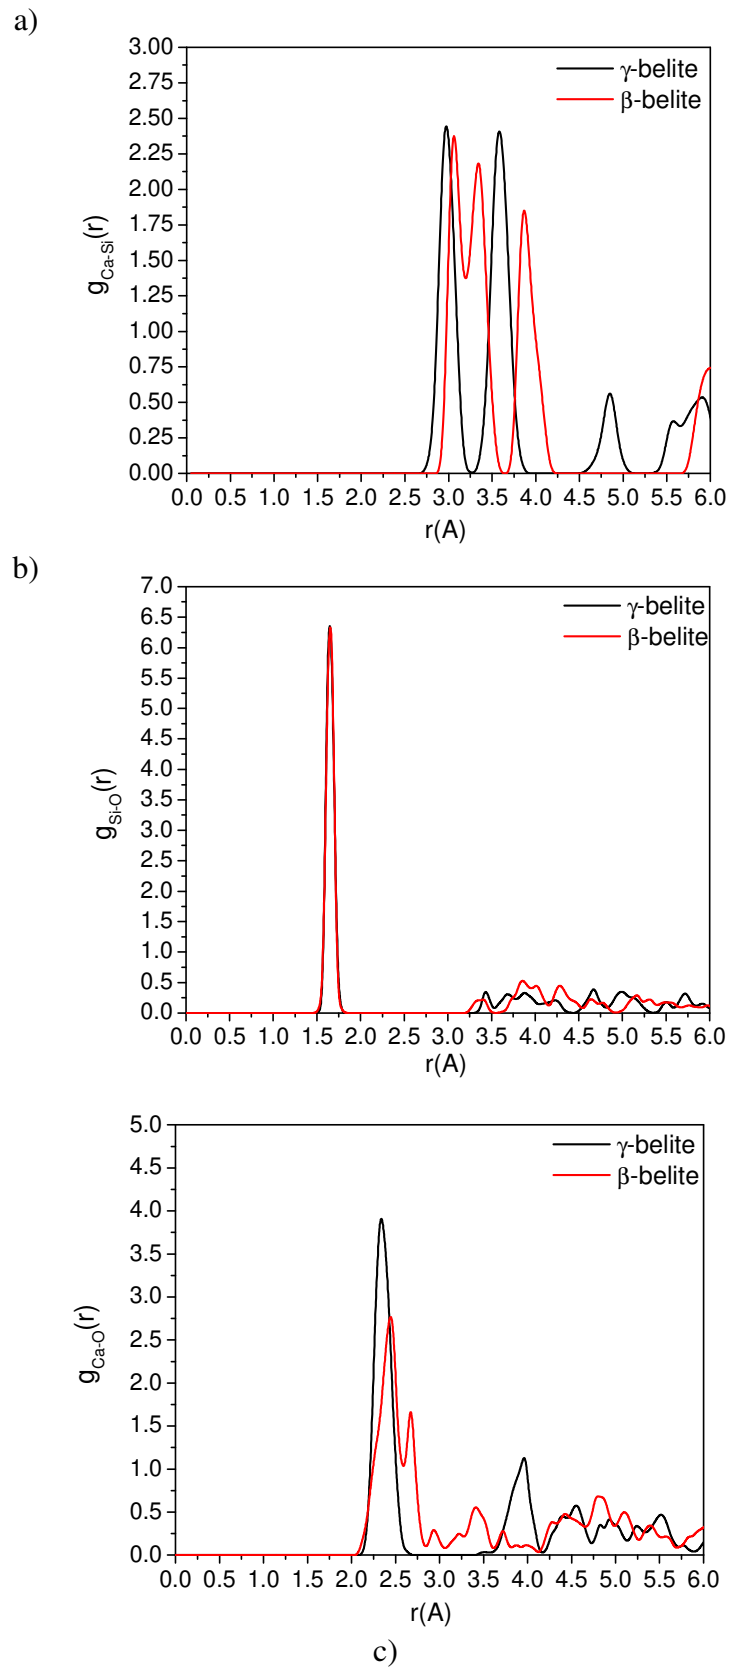 a)
3.00
2.75
2.50
2.25
2.00
1.75
1.50
1.25
1.00
0.75
0.50
0.25
0.00
g Ca-Si (r)
γ-belite
β-belite
0.0 0.5 1.0 1.5 2.0 2.5 3.0 3.5 4.0 4.5 5.0 5.5 6.0
r(A)
b)
7.0
6.5
6.0
5.5
5.0
4.5
4.0
3.5
3.0
2.5
2.0
1.5
1.0
0.5
0.0
g Si-O (r)
γ-belite
β-belite
0.0 0.5 1.0 1.5 2.0 2.5 3.0 3.5 4.0 4.5 5.0 5.5 6.0
r(A)
5.0
4.5
4.0
3.5
3.0
2.5
2.0
1.5
1.0
0.5
0.0
g Ca-O (r)
γ-belite
β-belite
0.0 0.5 1.0 1.5 2.0 2.5 3.0 3.5 4.0 4.5 5.0 5.5 6.0
r(A)
c)